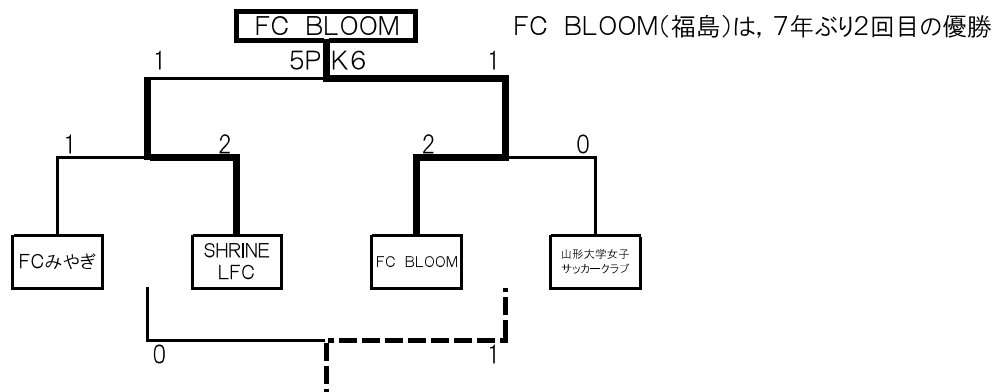 FC BLOOM
FC BLOOM(福島)は, 7年ぶり2回目の優勝
1 5PK6 1
1 2 2 0
FCみやぎ
SHRINE
LFC
FC BLOOM
山形大学女子
サッカークラブ
0 1